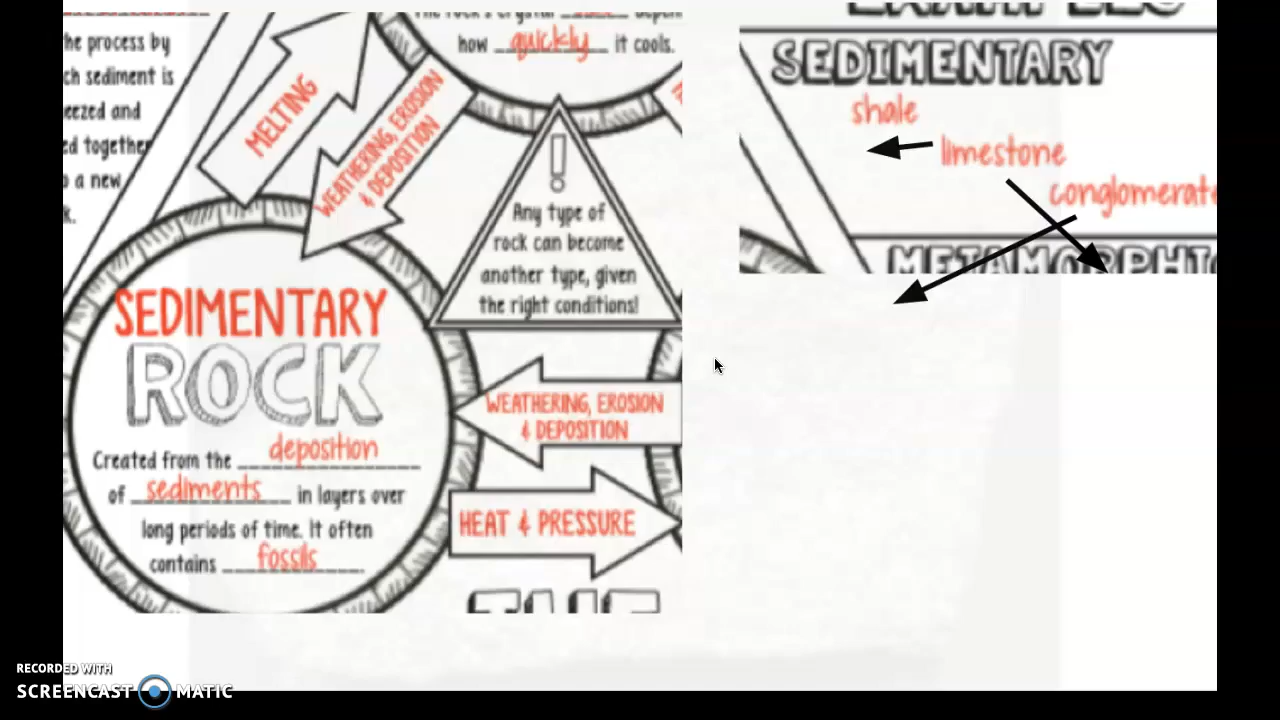 how quickly it cools.
he process by
ch sediment is
eezed and
ed together
o a new
k.
MELTING
WEATHERING, EROSION
& DEPOSITION
!
Any type of
rock can become
another type, given
the right conditions!
SEDIMENTARY
ROCK
Created from the deposition
of sediments in layers over
long periods of time. It often
contains fossils.
WEATHERING, EROSION
& DEPOSITION
HEAT & PRESSURE
THE
EXAMPLES
SEDIMENTARY
shale
limestone
conglomerate
METAMORPHIC
RECORDED WITH
SCREENCAST MATIC